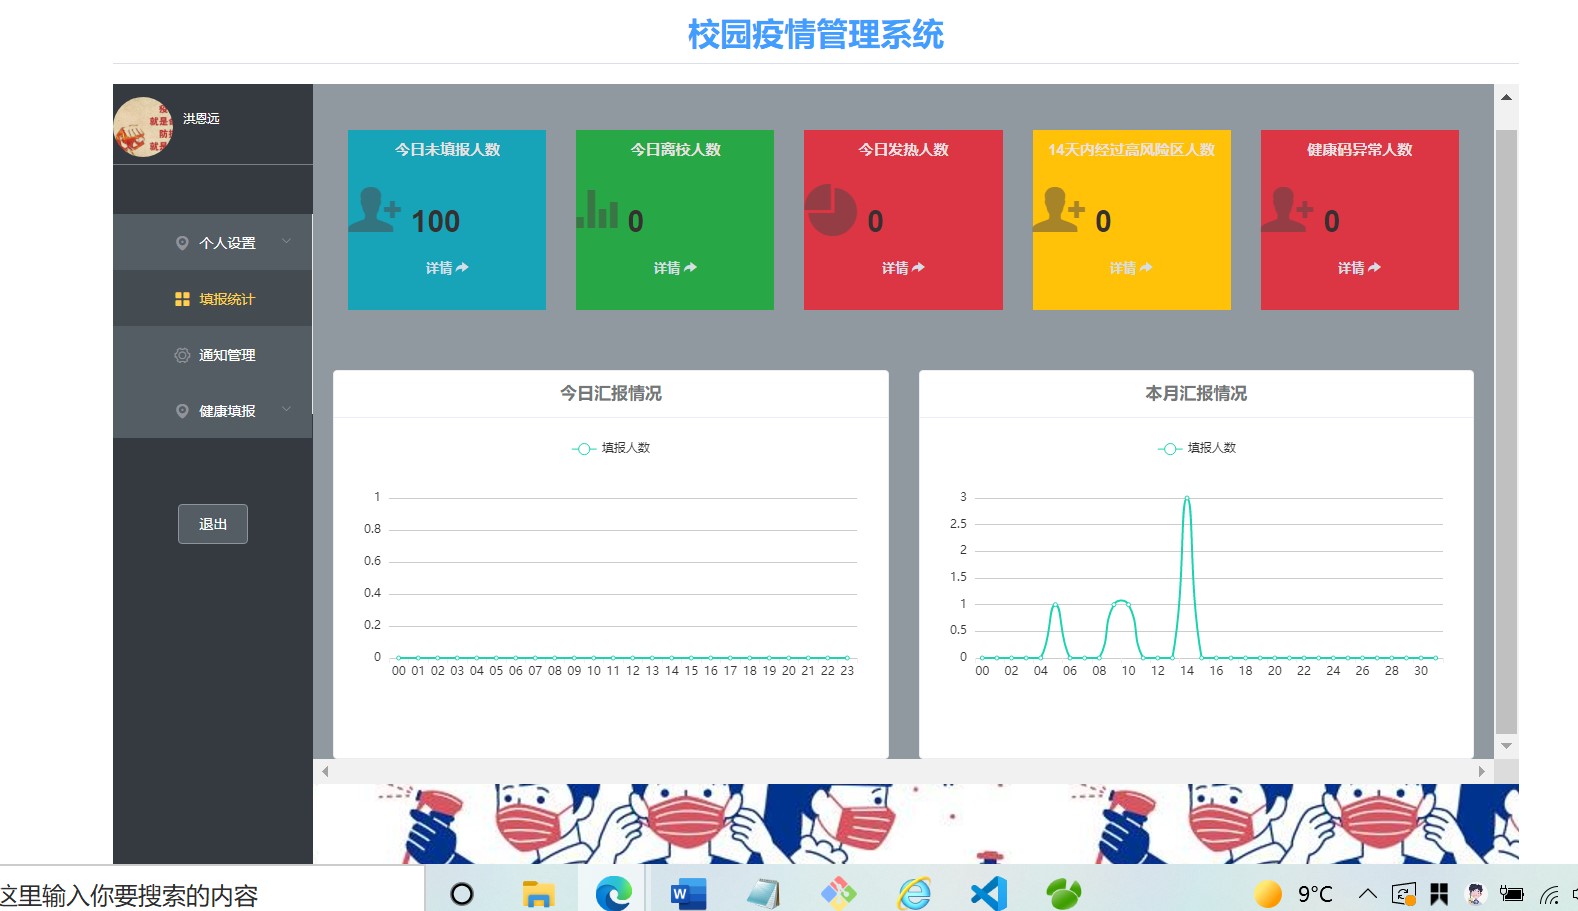 校园疫情管理系统
洪恩远
个人设置
填报统计
通知管理
健康填报
退出
今日未填报人数
100
详情
今日离校人数
0
详情
今日发热人数
0
详情
14天内经过高风险区人数
0
详情
健康码异常人数
0
详情
今日汇报情况
填报人数
1
0.8
0.6
0.4
0.2
0
00 01 02 03 04 05 06 07 08 09 10 11 12 13 14 15 16 17 18 19 20 21 22 23
本月汇报情况
填报人数
3
2.5
2
1.5
1
0.5
0
00 02 04 06 08 10 12 14 16 18 20 22 24 26 28 30
这里输入你要搜索的内容
W
9°C